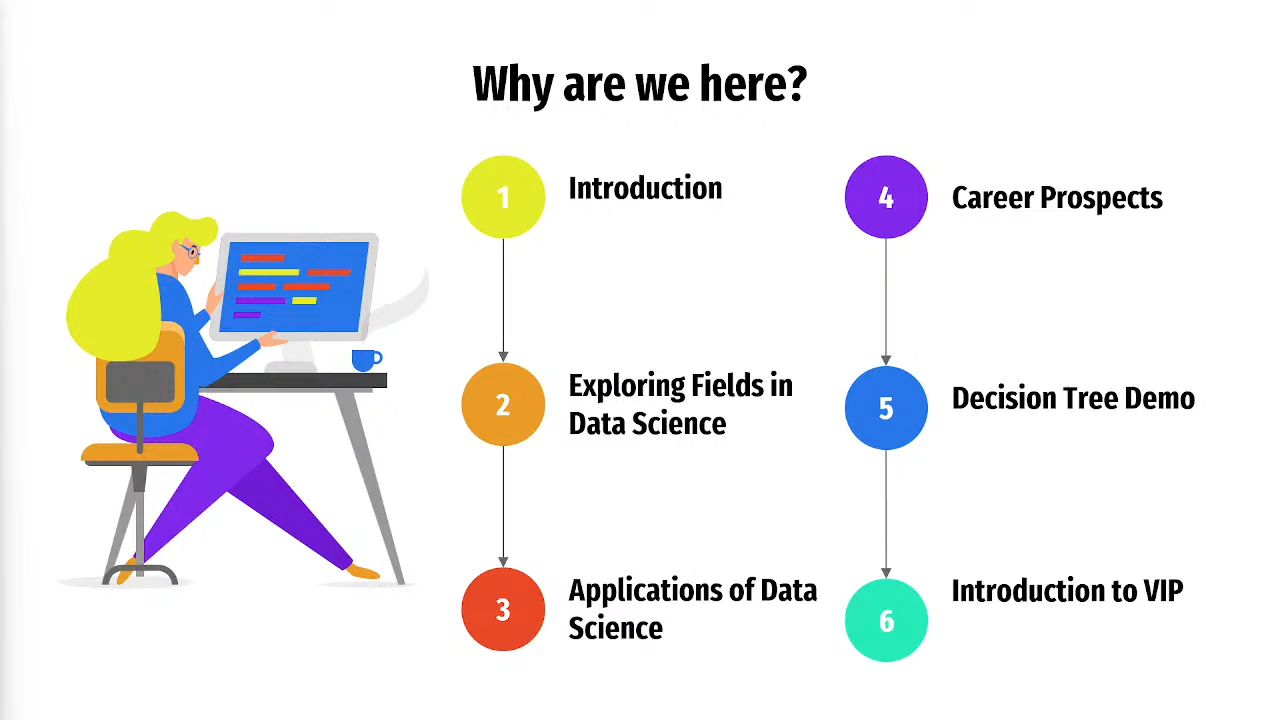 Why are we here?
1
Introduction
2
Exploring Fields in
Data Science
3
Applications of Data
Science
4
Career Prospects
5
Decision Tree Demo
6
Introduction to VIP